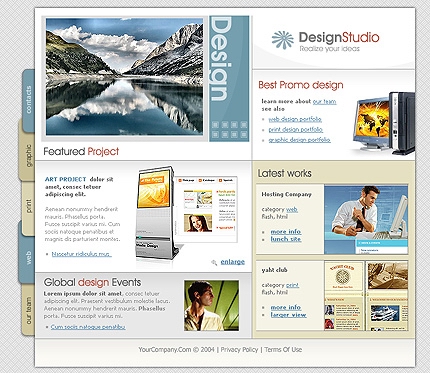 contacts
graphic
print
web
our team
Design
DesignStudio
Realize your ideas
Best Promo design
learn more about our team
see also
web design portfolio
print design portfolio
graphic design portfolio
Featured Project
ART PROJECT dolor sit
amet, consec tetuer
adipiscing elit.
Aenean nonummy hendrerit
mauris. Phasellus porta.
Fusce suscipit varius mi. Cum
sociis natoque penatibus et
magnis dis parturient montes.
Nissetur ridiculus mus.
enlarge
Latest works
Hosting Company
category web
flash, html
more info
lunch site
yaht club
category print
flash, html
more info
larger view
Global design Events
Lorem ipsum dolor sit amet, consec tetuer
adipiscing elit. Praesent vestibulum molestie lacus.
Aenean nonummy hendrerit mauris. Phasellus
porta. Fusce suscipit varius mi.
Cum sociis natoque penatibu
YourCompany.Com © 2004 | Privacy Policy | Terms Of Use